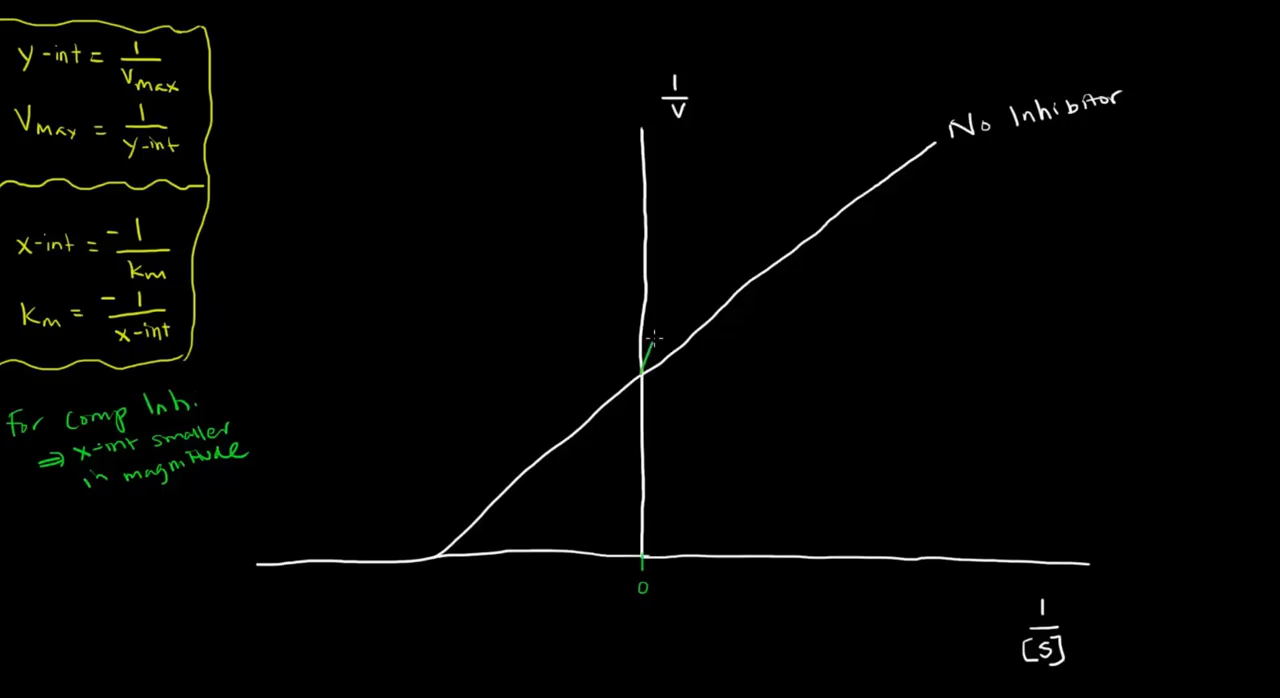 y-int = 1/Vmax
Vmax = 1/y-int
x-int = -1/km
km = -1/x-int
For Comp Inh.
⇒ x-int smaller
in magnitude
1/V
No Inhibitor
0
1/[S]